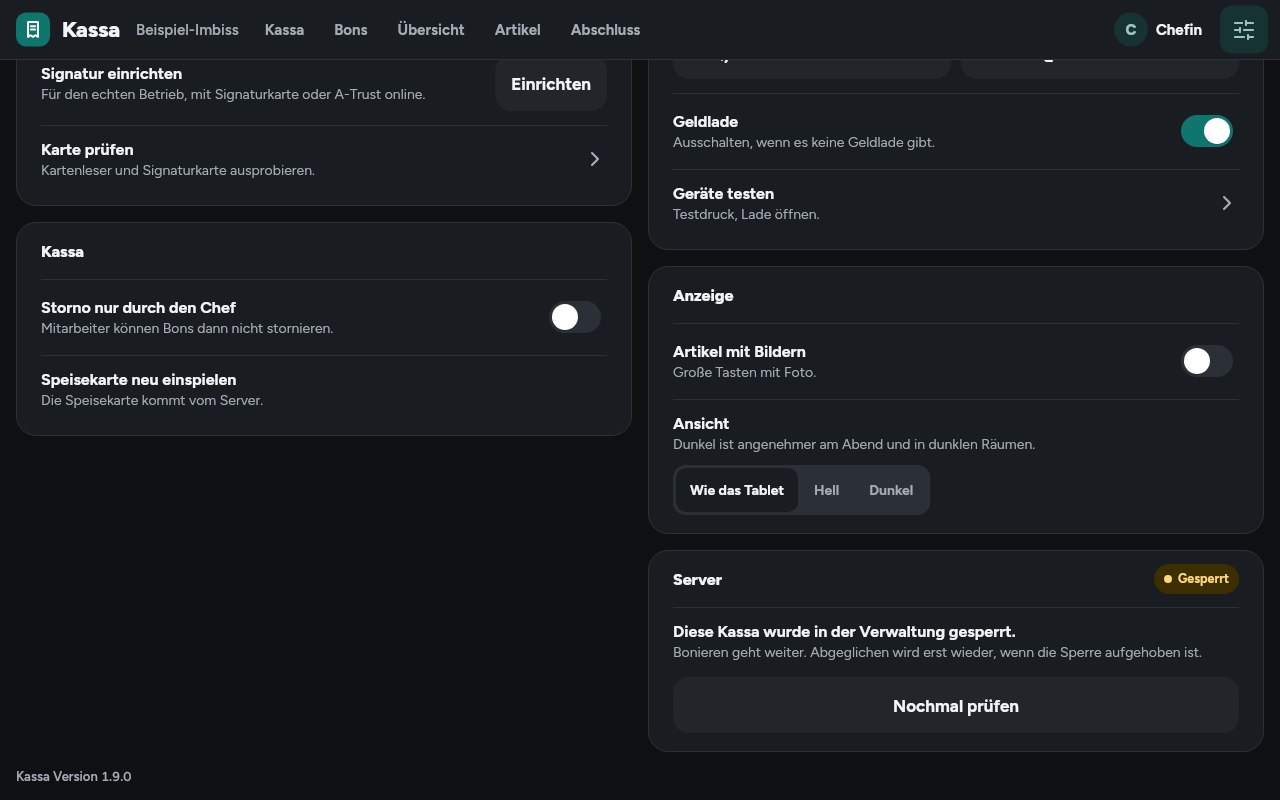 Kassa
Beispiel-Imbiss
Kassa
Bons
Übersicht
Artikel
Abschluss
C
Chefin
Signatur einrichten
Für den echten Betrieb, mit Signaturkarte oder A-Trust online.
Einrichten
Karte prüfen
Kartenleser und Signaturkarte ausprobieren.
Kassa
Storno nur durch den Chef
Mitarbeiter können Bons dann nicht stornieren.
Speisekarte neu einspielen
Die Speisekarte kommt vom Server.
Geldlade
Ausschalten, wenn es keine Geldlade gibt.
Geräte testen
Testdruck, Lade öffnen.
Anzeige
Artikel mit Bildern
Große Tasten mit Foto.
Ansicht
Dunkel ist angenehmer am Abend und in dunklen Räumen.
Wie das Tablet
Hell
Dunkel
Server
Gesperrt
Diese Kassa wurde in der Verwaltung gesperrt.
Bonieren geht weiter. Abgeglichen wird erst wieder, wenn die Sperre aufgehoben ist.
Nochmal prüfen
Kassa Version 1.9.0